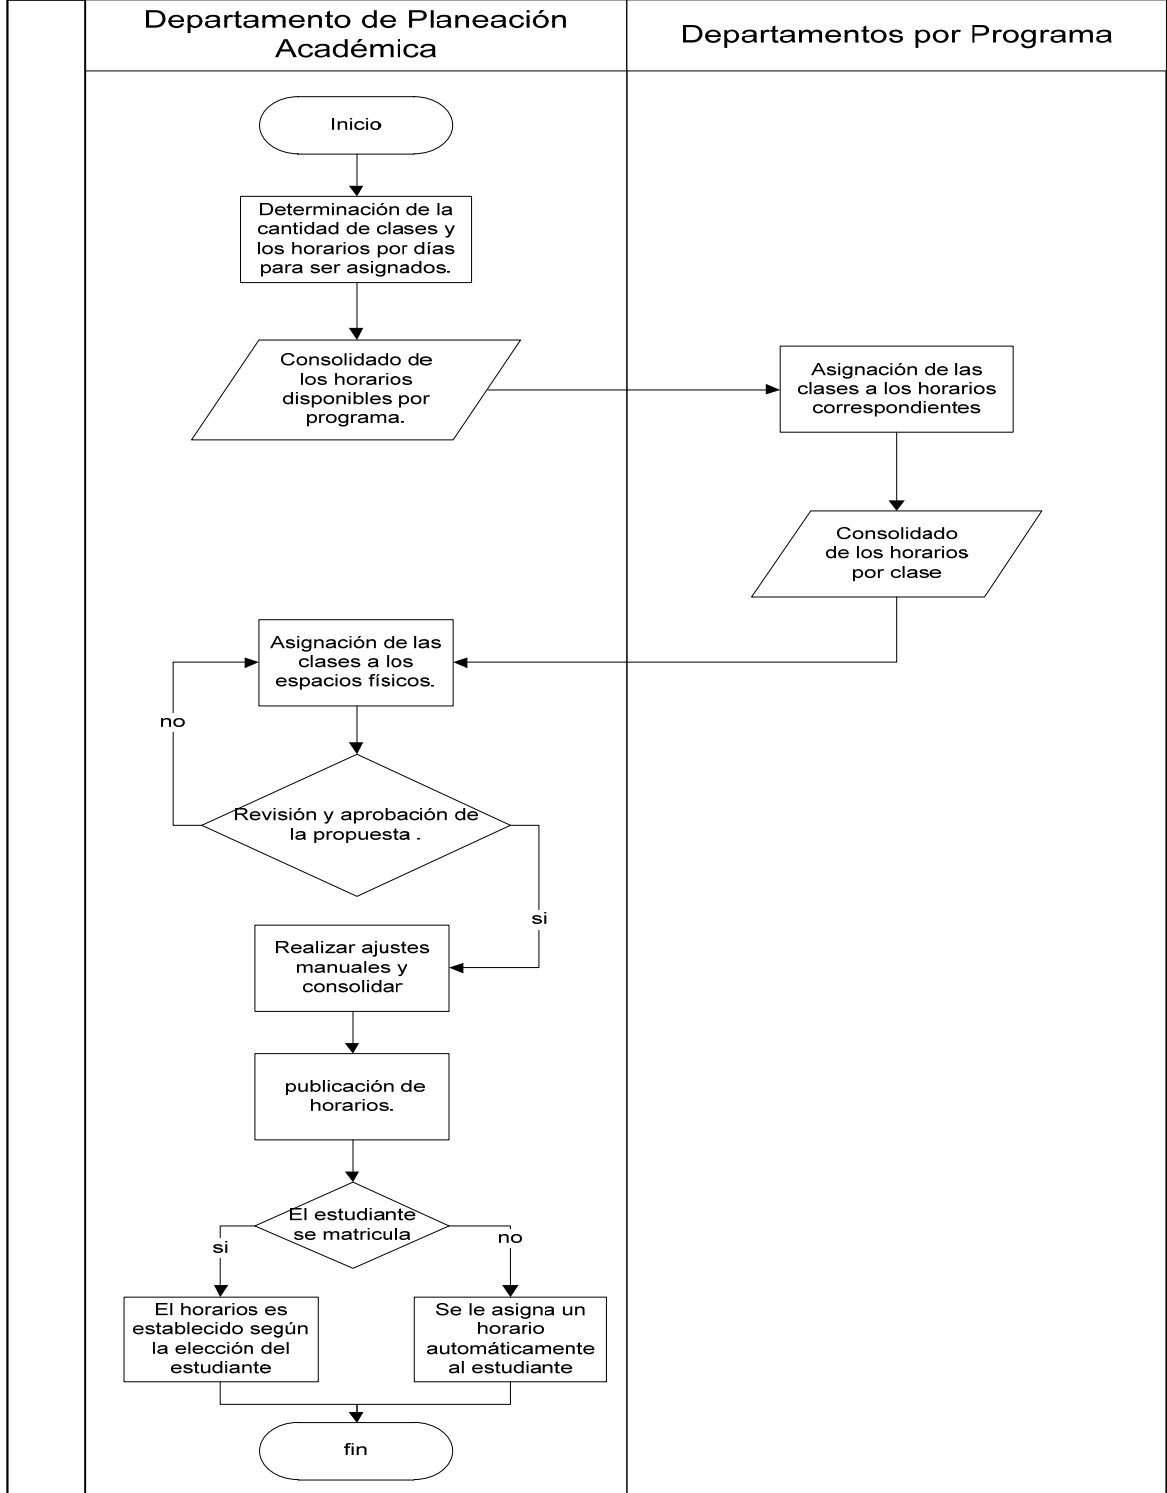 Departamento de Planeación
Académica
Departamentos por Programa
Inicio
Determinación de la
cantidad de clases y
los horarios por días
para ser asignados.
Consolidado de
los horarios
disponibles por
programa.
Asignación de las
clases a los horarios
correspondientes
Consolidado
de los horarios
por clase
Asignación de las
clases a los
espacios físicos.
no
Revisión y aprobación de
la propuesta .
si
Realizar ajustes
manuales y
consolidar
publicación de
horarios.
El estudiante
se matricula
si
no
El horarios es
establecido según
la elección del
estudiante
Se le asigna un
horario
automáticamente
al estudiante
fin